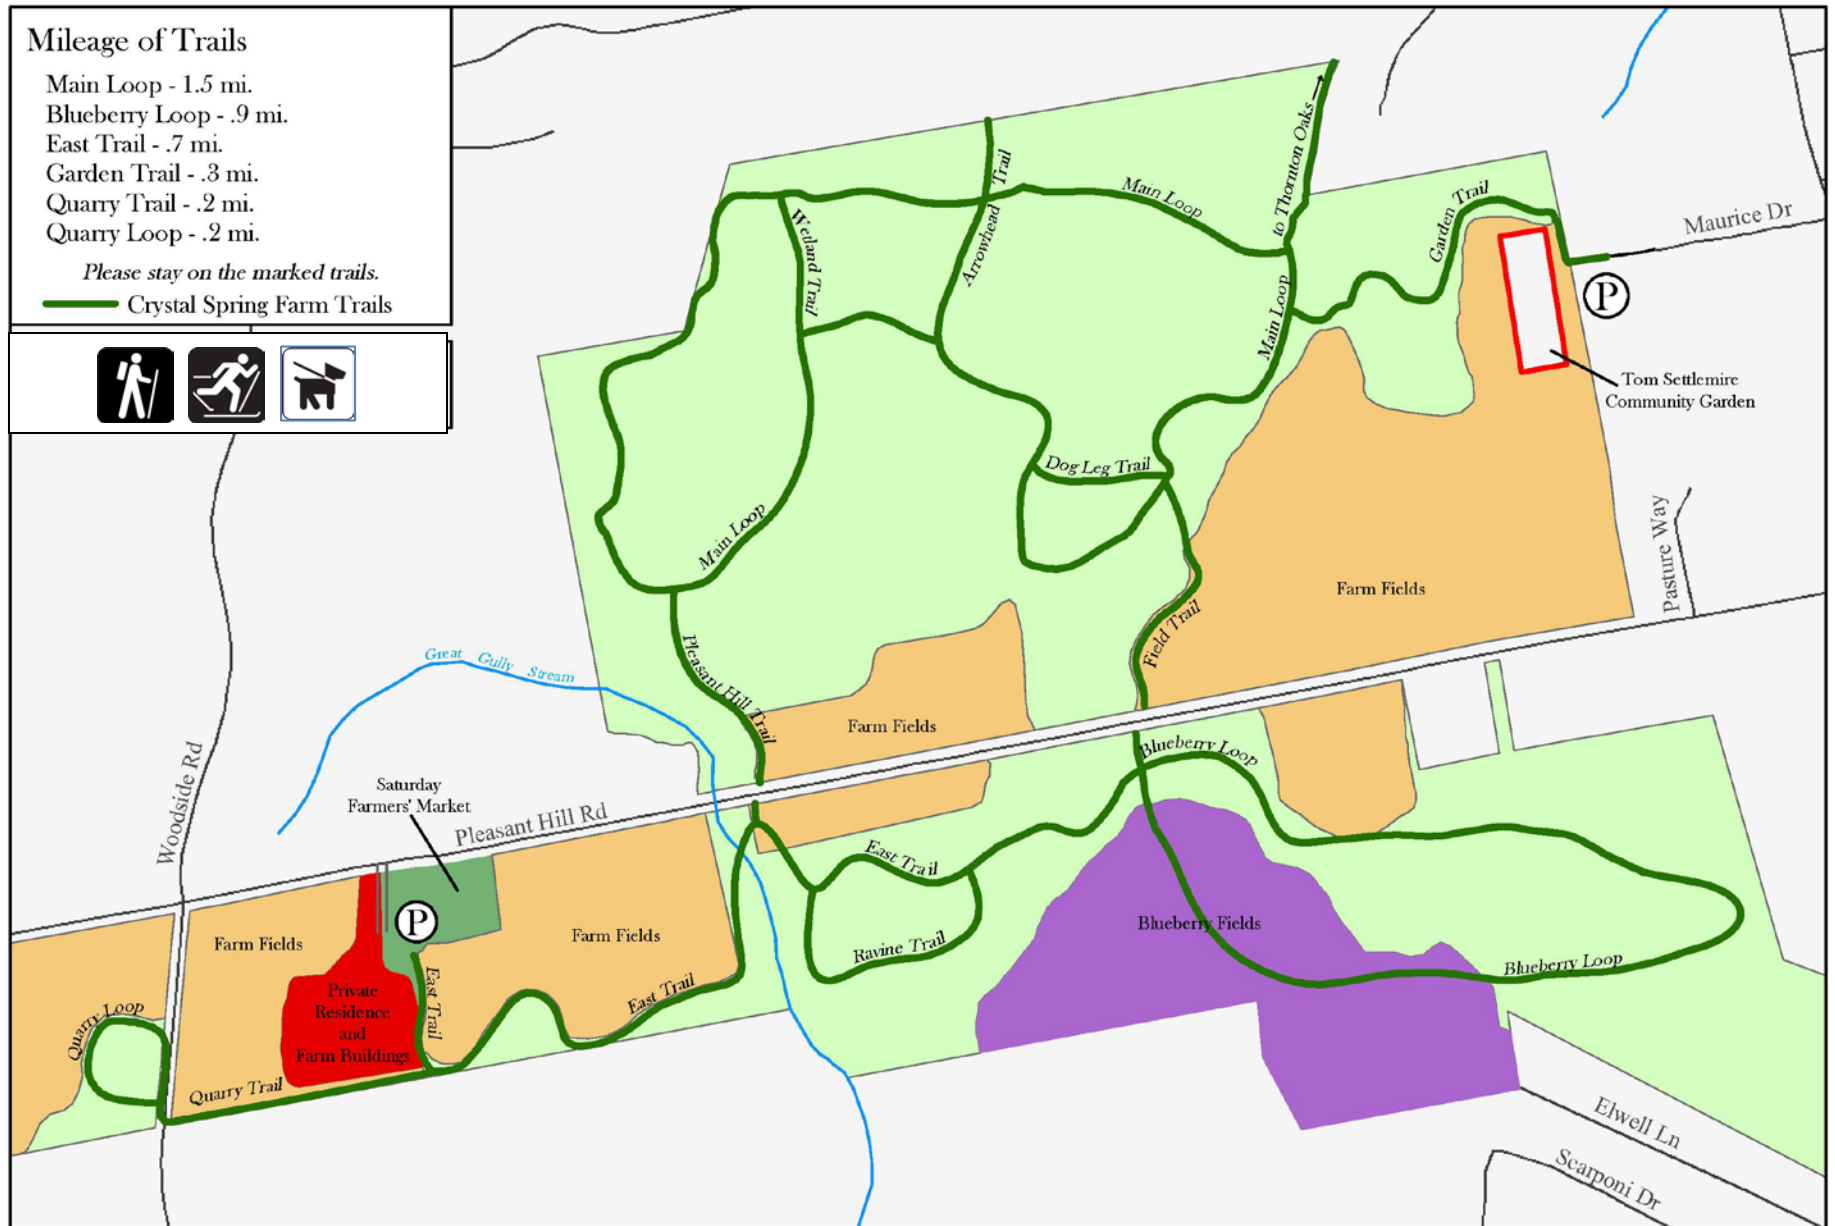 Mileage of Trails
Main Loop - 1.5 mi.
Blueberry Loop - .9 mi.
East Trail - .7 mi.
Garden Trail - .3 mi.
Quarry Trail - .2 mi.
Quarry Loop - .2 mi.
Please stay on the marked trails.
Crystal Spring Farm Trails
to Thornton Oaks
Arrowhead Trail
Main Loop
Garden Trail
Maurice Dr
Wetland Trail
P
Main Loop
Tom Settlemire
Community Garden
Dog Leg Trail
Main Loop
Pasture Way
Farm Fields
Field Trail
Great Gully Stream
Pleasant Hill Trail
Farm Fields
Blueberry Loop
Woodside Rd
Saturday
Farmers' Market
Pleasant Hill Rd
East Trail
P
Farm Fields
Farm Fields
Blueberry Fields
Ravine Trail
Blueberry Loop
East Trail
East Trail
Private
Residence
and
Farm Buildings
Quarry Loop
Quarry Trail
Elwell Ln
Scarponi Dr